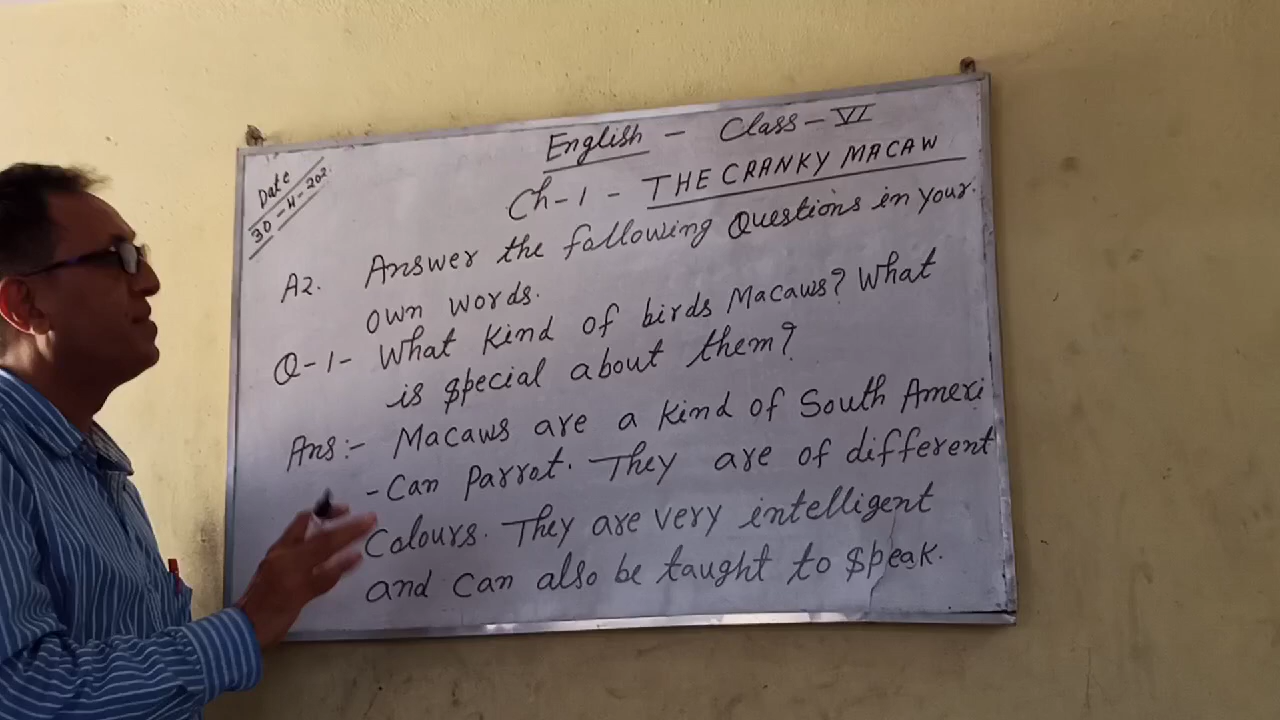 English - Class - VI
Date
30-4-202
Ch-1 - THE CRANKY MACAW
A2. Answer the following Questions in your
own words.
Q-1- What kind of birds Macaws? What
is special about them?
Ans:- Macaws are a kind of South Ameri
-can parrot. They are of different
colours. They are very intelligent
and can also be taught to speak.